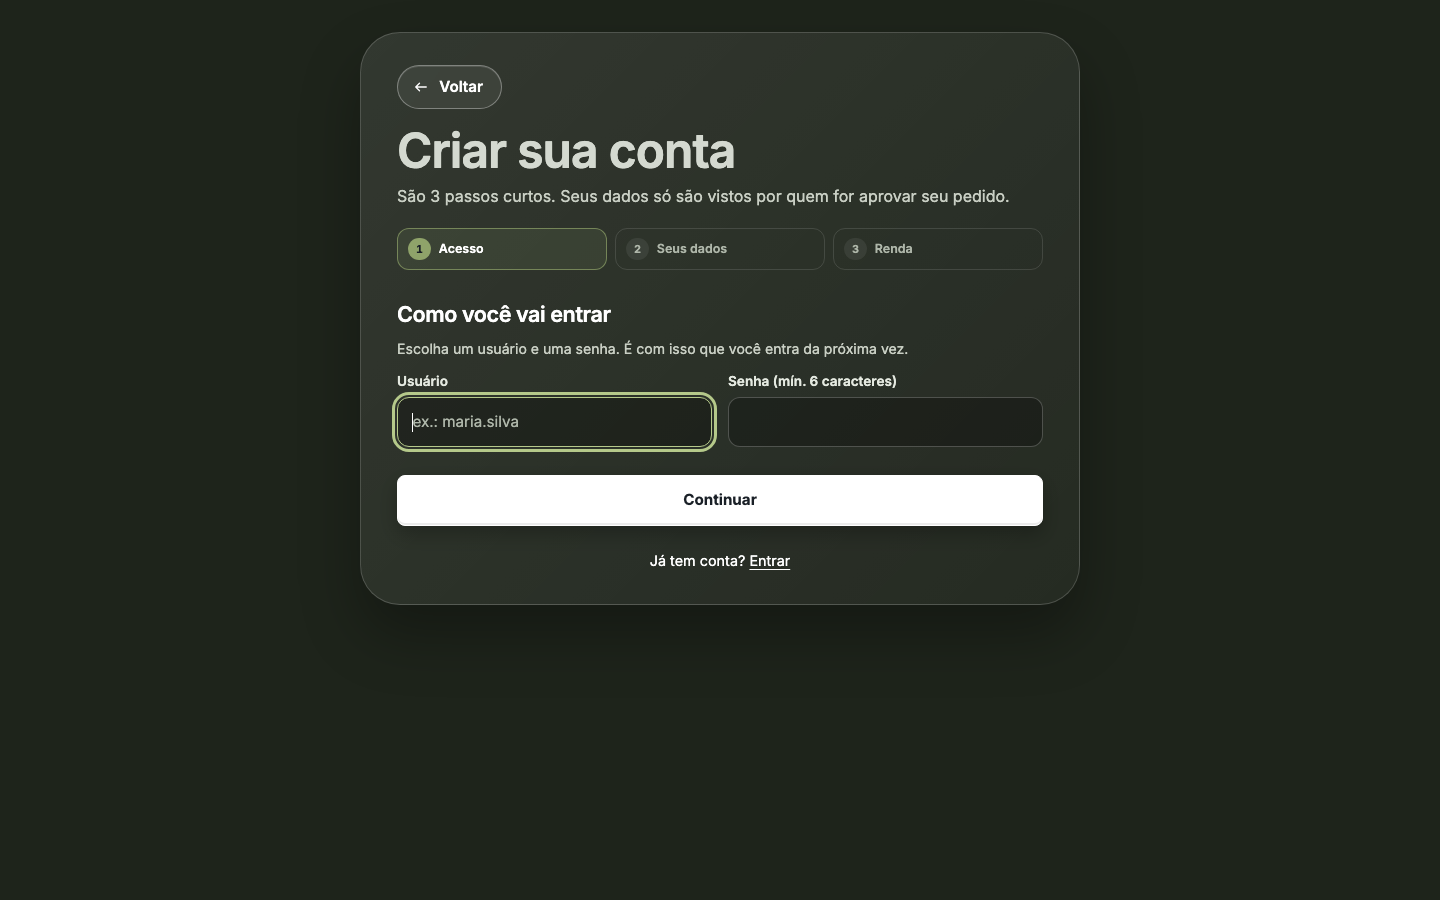 Voltar
Criar sua conta
São 3 passos curtos. Seus dados só são vistos por quem for aprovar seu pedido.
1 Acesso
2 Seus dados
3 Renda
Como você vai entrar
Escolha um usuário e uma senha. É com isso que você entra da próxima vez.
Usuário
ex.: maria.silva
Senha (mín. 6 caracteres)
Continuar
Já tem conta? Entrar